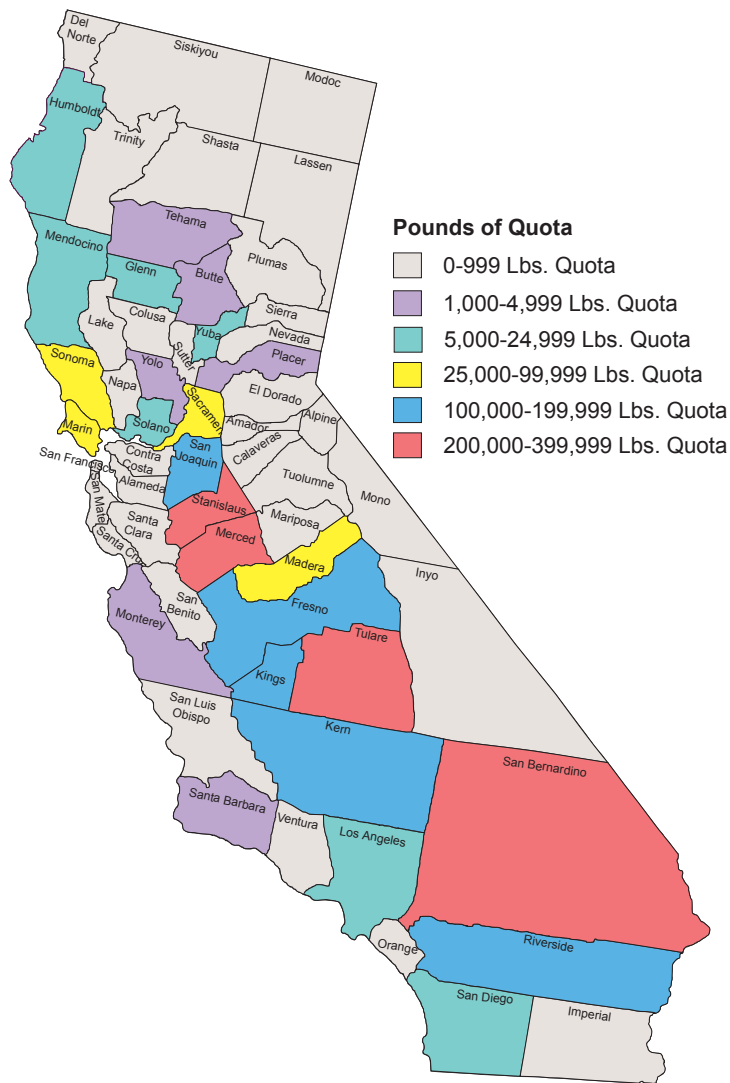 Del
Norte
Siskiyou
Modoc
Humboldt
Trinity
Shasta
Lassen
Tehama
Mendocino
Glenn
Butte
Plumas
Colusa
Lake
Sierra
Yuba
Nevada
Sutter
Placer
Sonoma
Yolo
Napa
El Dorado
Sacramen
Marin
Solano
Amador
Alpine
San
Joaquin
Calaveras
Contra
Costa
San Francisco
Alameda
Tuolumne
Mono
San Mate
Stanislaus
Santa
Clara
Mariposa
Merced
Santa Cru
Madera
Inyo
San
Benito
Fresno
Monterey
Tulare
Kings
San Luis
Obispo
Kern
San Bernardino
Santa Barbara
Ventura
Los Angeles
Orange
Riverside
San Diego
Imperial
Pounds of Quota
0-999 Lbs. Quota
1,000-4,999 Lbs. Quota
5,000-24,999 Lbs. Quota
25,000-99,999 Lbs. Quota
100,000-199,999 Lbs. Quota
200,000-399,999 Lbs. Quota